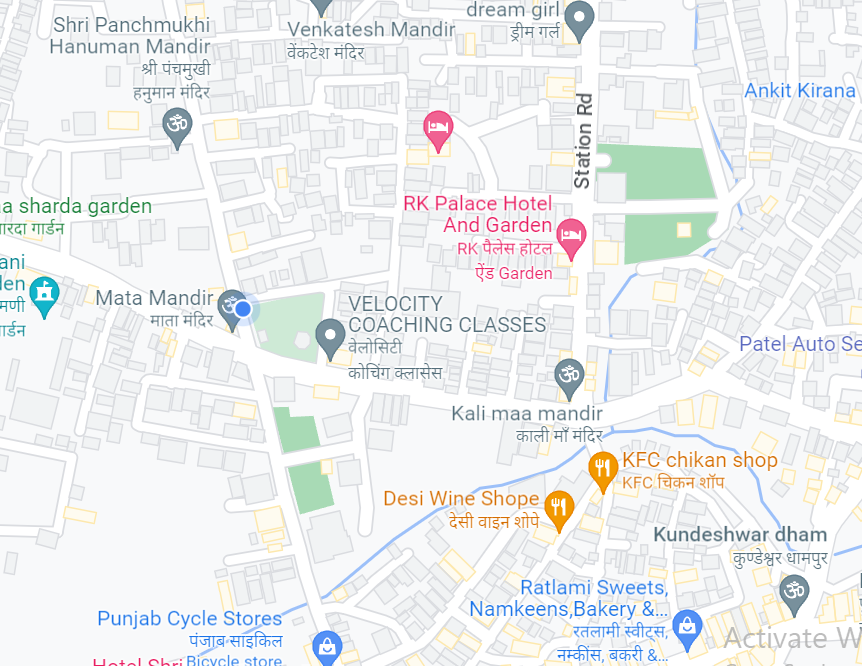 dream girl
ड्रीम गर्ल
Shri Panchmukhi
Hanuman Mandir
श्री पंचमुखी
हनुमान मंदिर
Venkatesh Mandir
वेंकटेश मंदिर
Ankit Kirana
Station Rd
a sharda garden
ारदा गार्डन
RK Palace Hotel
And Garden
RK पैलेस होटल
ऐंड Garden
ani
den
मणी
ार्डन
Mata Mandir
माता मंदिर
VELOCITY
COACHING CLASSES
वेलोसिटी
कोचिंग क्लासेस
Patel Auto Se
Kali maa mandir
काली माँ मंदिर
KFC chikan shop
KFC चिकन शॉप
Desi Wine Shope
देसी वाइन शोपे
Kundeshwar dham
कुण्डेश्वर धामपुर
Ratlami Sweets,
Namkeens,Bakery &...
रतलामी स्वीट्स,
नमकींस, बकरी &...
Punjab Cycle Stores
पंजाब साइकिल
Bicycle store
Hotel Shri
Activate W